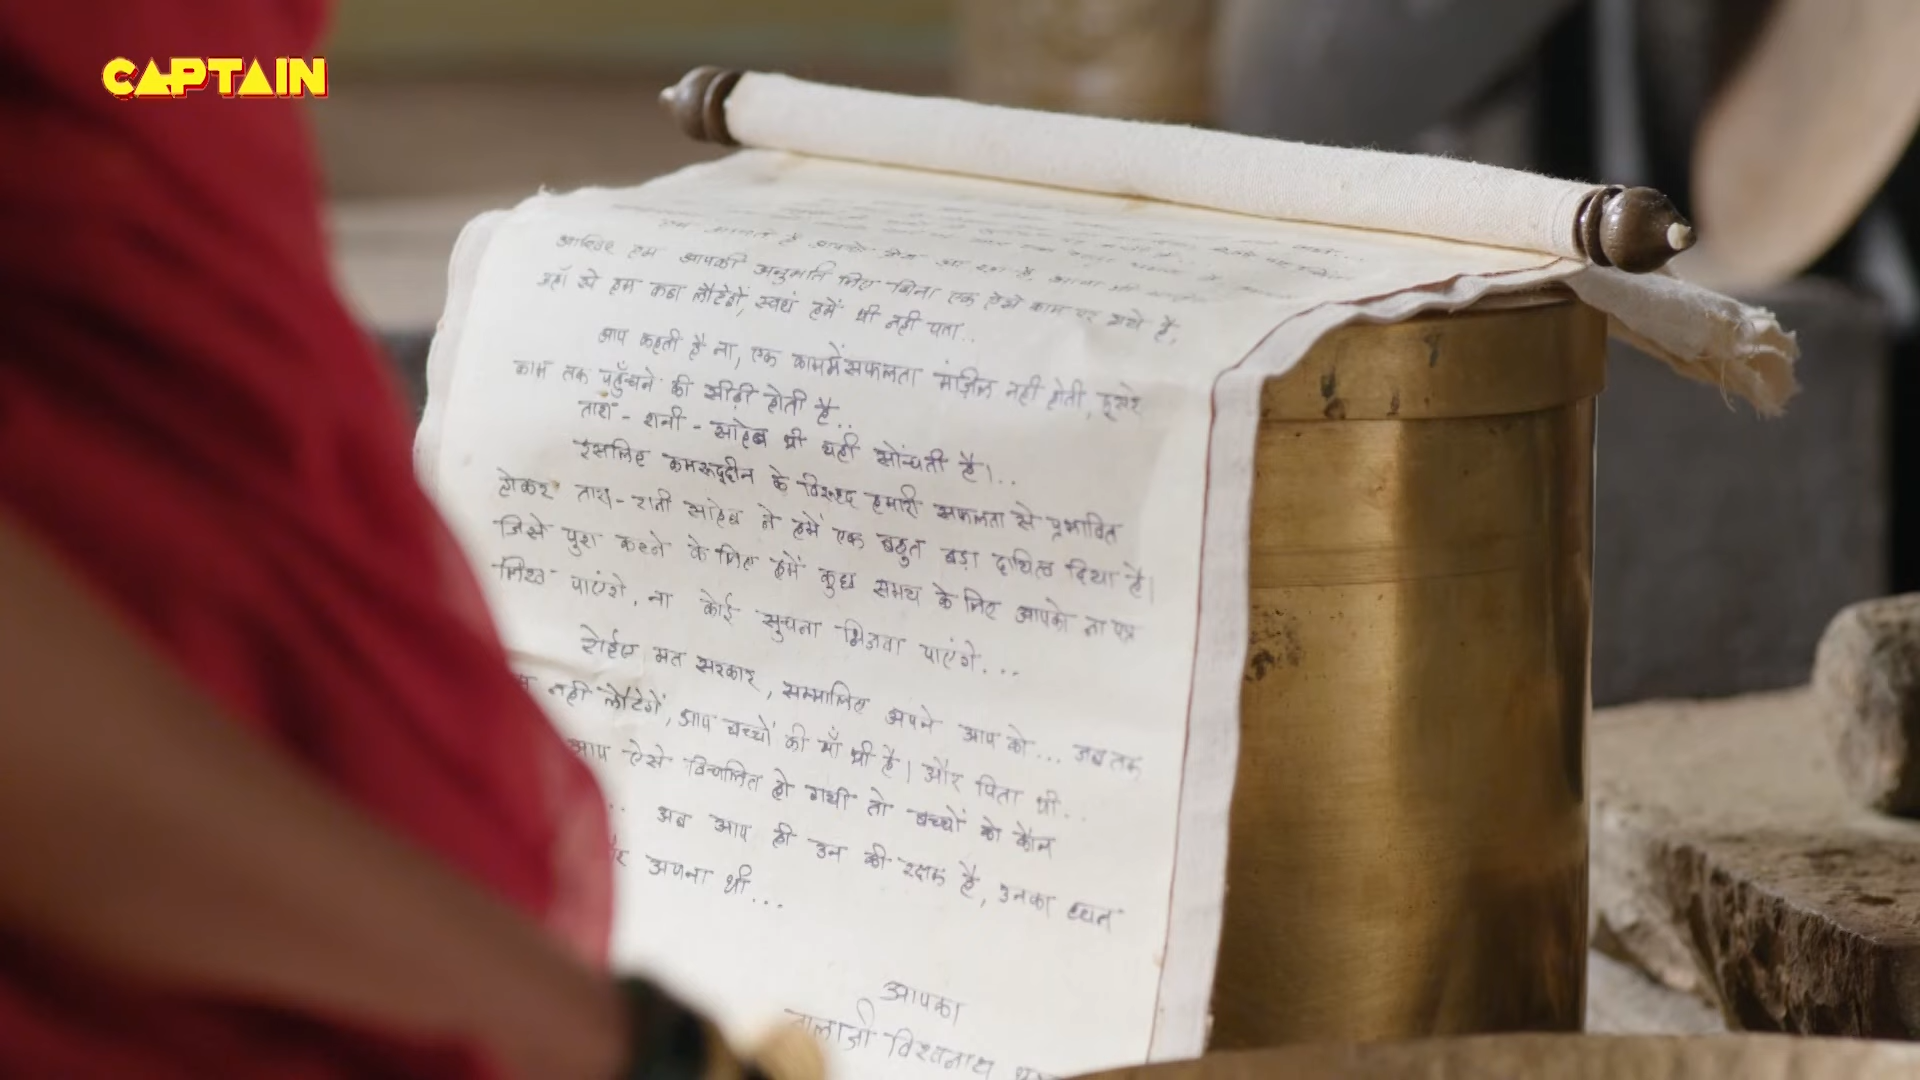 CAPTAIN
आखिर हम आपकी अनुमति लिए बिना एक ऐसे काम पर गये है,
जहाँ से हम कहा लौटेगें, स्वयं हमें भी नही पता..
आप कहती है ना, एक काममें सफलता मंज़िल नही होती, दूसरे
काम तक पहुँचने की सीढ़ी होती है..
तारा - रानी - साहेब भी यही सोंचती है।..
इसलिए कमरूद्दीन के विरुद्द हमारी सफलता से प्रभावित
होकर तारा - रानी साहेब ने हमें एक बहुत बड़ा दायित्व दिया है।
जिसे पुरा करने के लिए हमें कुछ समय के लिए आपको ना पत्र
लिख पाएंगे, ना कोई सुचना भिजवा पाएंगे...
रोईए मत सरकार, सम्भालिए अपने आप को... जब तक
नही लौटेगें, आप बच्चों की माँ भी है। और पिता भी..
आप ऐसे विचलित हो गयी तो बच्चों को कौन
.. अब आप ही उन की रक्षक है, उनका ध्यान
अपना भी...
आपका
बालाजी विश्वनाथ